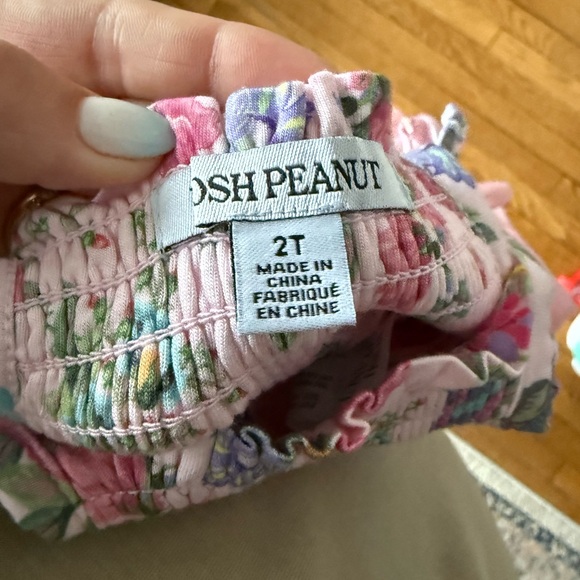 OSH PEANUT
2T
MADE IN
CHINA
FABRIQUÉ
EN CHINE